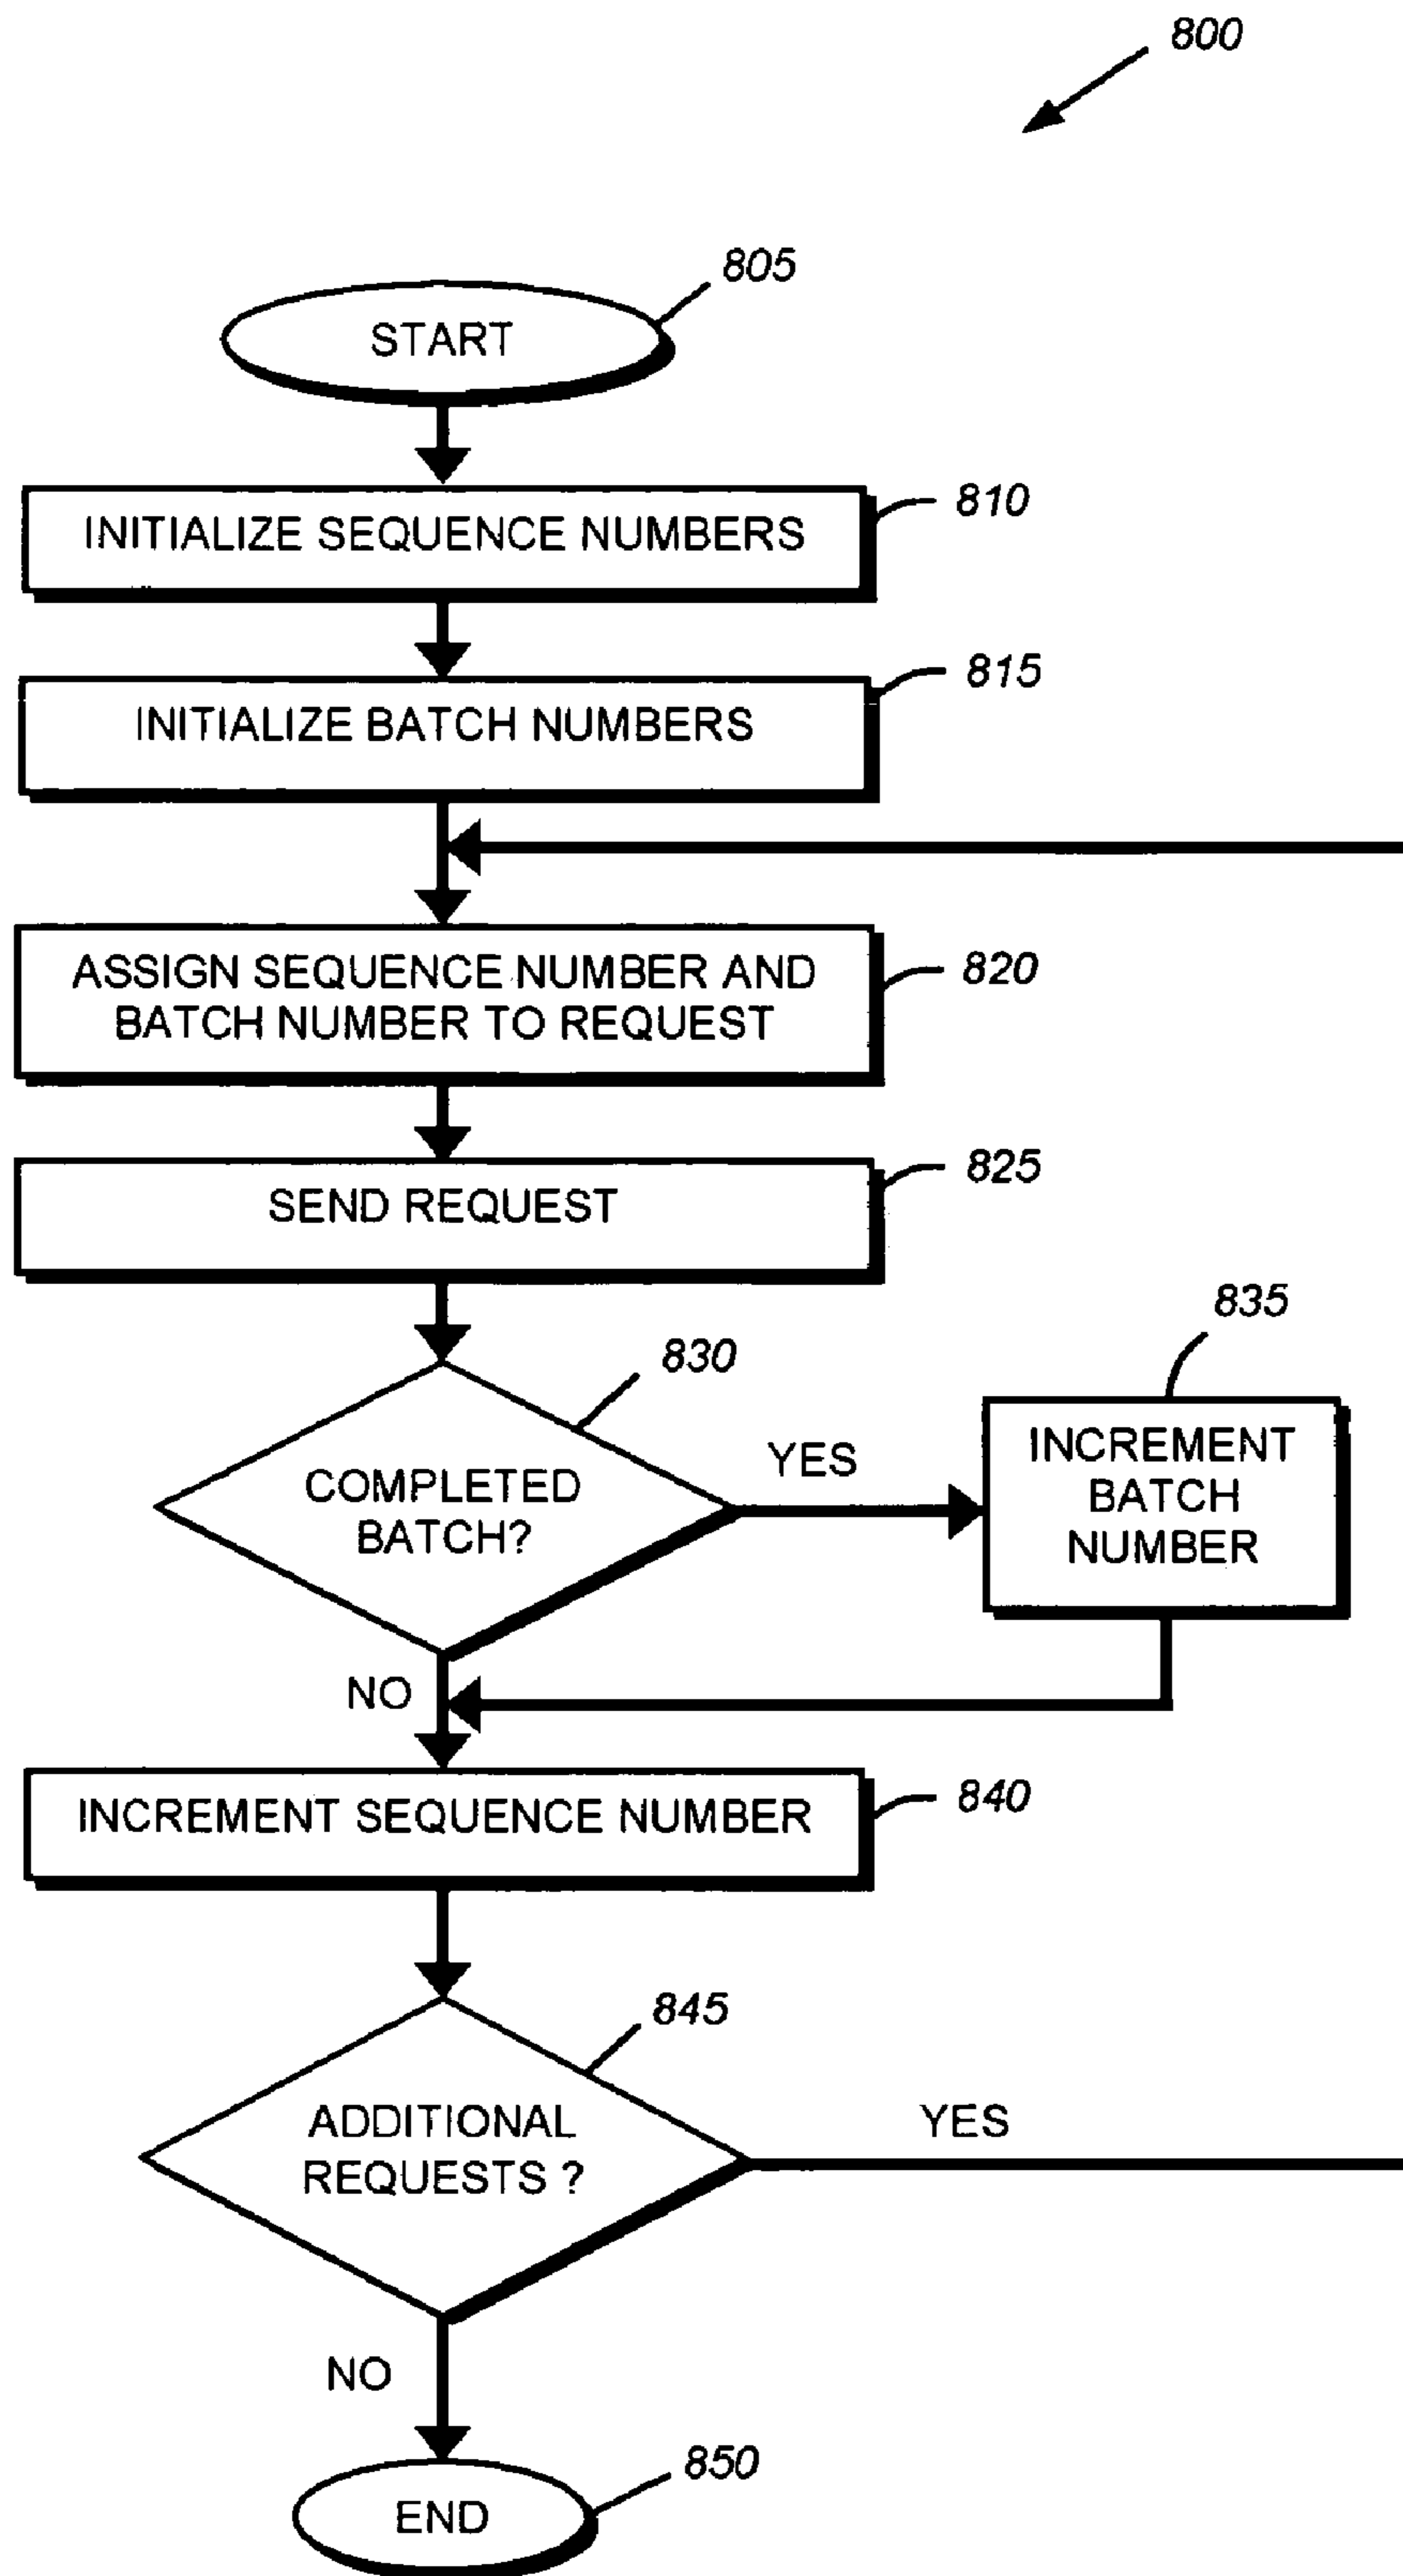 800
805
START
810
INITIALIZE SEQUENCE NUMBERS
815
INITIALIZE BATCH NUMBERS
820
ASSIGN SEQUENCE NUMBER AND
BATCH NUMBER TO REQUEST
825
SEND REQUEST
830
COMPLETED
BATCH?
YES
835
INCREMENT
BATCH
NUMBER
NO
840
INCREMENT SEQUENCE NUMBER
845
ADDITIONAL
REQUESTS ?
YES
NO
850
END